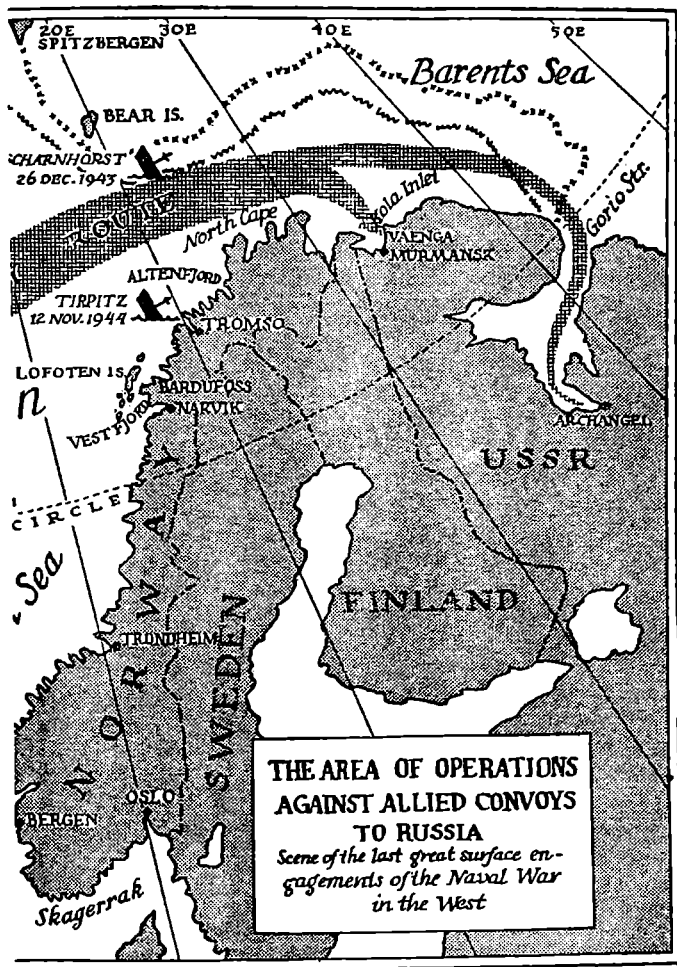 20E 30E 40E 50E
SPITZBERGEN
Barents Sea
BEAR IS.
SCHARNHORST
26 DEC. 1943
ROUTE
North Cape
Kola Inlet
Gorio Str.
VAENGA
MURMANSK
ALTENFJORD
TIRPITZ
12 NOV. 1944
TROMSO
LOFOTEN IS.
n
BARDUFOSS
NARVIK
VESTFJORD
ARCHANGEL
USSR
CIRCLE
Sea
NORWAY
SWEDEN
FINLAND
TRONDHEIM
OSLO
BERGEN
Skagerrak
THE AREA OF OPERATIONS
AGAINST ALLIED CONVOYS
TO RUSSIA
Scene of the last great surface en-
gagements of the Naval War
in the West